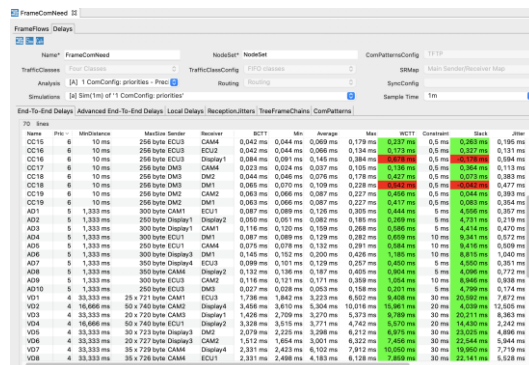 FrameComNeed
FrameFlows Delays
Name* FrameComNeed NodeSet* NodeSet ComPatternsConfig TFTP
TrafficClasses Four Classes TrafficClassConfig FIFO classes SRMap Main Sender/Receiver Map
Analysis [A] 1 ComConfig: priorities - Prec Routing Routing SyncConfig
Simulations [a] Sim(1m) of '1 ComConfig: priorities' Sample Time 1m
End-To-End Delays Advanced End-To-End Delays Local Delays ReceptionJitters TreeFrameChains ComPatterns
70 lines
Name Pric MinDistance MaxSize Sender Receiver BCTT Min Average Max WCTT Constraint Slack Jitter
CC15 6 10 ms 256 byte ECU3 CAM4 0,042 ms 0,044 ms 0,069 ms 0,179 ms 0,237 ms 0,5 ms 0,263 ms 0,195 ms
CC16 6 10 ms 256 byte ECU3 ECU2 0,042 ms 0,044 ms 0,066 ms 0,134 ms 0,173 ms 0,5 ms 0,327 ms 0,131 ms
CC16 6 10 ms 256 byte ECU3 Display1 0,084 ms 0,091 ms 0,145 ms 0,384 ms 0,678 ms 0,5 ms -0,178 ms 0,594 ms
CC17 6 10 ms 256 byte DM3 CAM4 0,023 ms 0,024 ms 0,037 ms 0,105 ms 0,136 ms 0,5 ms 0,364 ms 0,113 ms
CC18 6 10 ms 256 byte DM3 DM2 0,044 ms 0,046 ms 0,076 ms 0,178 ms 0,427 ms 0,5 ms 0,073 ms 0,383 ms
CC18 6 10 ms 256 byte DM3 DM1 0,065 ms 0,070 ms 0,109 ms 0,228 ms 0,542 ms 0,5 ms -0,042 ms 0,477 ms
CC19 6 10 ms 256 byte DM2 CAM2 0,063 ms 0,066 ms 0,087 ms 0,227 ms 0,456 ms 0,5 ms 0,044 ms 0,393 ms
CC19 6 10 ms 256 byte DM2 DM1 0,063 ms 0,066 ms 0,087 ms 0,227 ms 0,417 ms 0,5 ms 0,083 ms 0,354 ms
AD1 5 1,333 ms 300 byte CAM1 ECU1 0,087 ms 0,089 ms 0,126 ms 0,305 ms 0,444 ms 5 ms 4,556 ms 0,357 ms
AD2 5 1,333 ms 250 byte Display1 Display2 0,050 ms 0,051 ms 0,082 ms 0,185 ms 0,269 ms 5 ms 4,731 ms 0,219 ms
AD3 5 1,333 ms 300 byte Display1 CAM1 0,116 ms 0,120 ms 0,159 ms 0,268 ms 0,586 ms 5 ms 4,414 ms 0,470 ms
AD4 5 1,333 ms 300 byte ECU1 DM1 0,087 ms 0,089 ms 0,129 ms 0,282 ms 0,659 ms 10 ms 9,341 ms 0,572 ms
AD5 5 1,333 ms 250 byte ECU1 CAM4 0,075 ms 0,078 ms 0,132 ms 0,291 ms 0,584 ms 10 ms 9,416 ms 0,509 ms
AD6 5 1,333 ms 300 byte Display3 DM1 0,145 ms 0,152 ms 0,200 ms 0,426 ms 1,185 ms 10 ms 8,815 ms 1,040 ms
AD7 5 1,333 ms 350 byte Display4 ECU3 0,099 ms 0,101 ms 0,129 ms 0,257 ms 0,450 ms 5 ms 4,550 ms 0,351 ms
AD8 5 1,333 ms 350 byte CAM4 Display2 0,132 ms 0,136 ms 0,187 ms 0,405 ms 0,904 ms 5 ms 4,096 ms 0,772 ms
AD9 5 1,333 ms 300 byte ECU3 CAM2 0,116 ms 0,121 ms 0,171 ms 0,359 ms 1,054 ms 10 ms 8,946 ms 0,938 ms
AD10 5 1,333 ms 250 byte DM3 ECU3 0,027 ms 0,028 ms 0,053 ms 0,158 ms 0,201 ms 5 ms 4,799 ms 0,174 ms
VD1 4 33,333 ms 25 x 721 byte CAM1 ECU1 1,736 ms 1,842 ms 3,223 ms 6,502 ms 9,408 ms 30 ms 20,592 ms 7,672 ms
VD2 4 16,666 ms 50 x 740 byte CAM2 Display4 3,456 ms 3,610 ms 5,304 ms 10,016 ms 15,961 ms 20 ms 4,039 ms 12,505 ms
VD3 4 33,333 ms 20 x 720 byte CAM3 Display1 1,426 ms 2,709 ms 3,270 ms 5,373 ms 9,789 ms 30 ms 20,211 ms 8,363 ms
VD4 4 16,666 ms 50 x 740 byte ECU1 Display2 3,328 ms 3,515 ms 3,771 ms 4,742 ms 5,570 ms 20 ms 14,430 ms 2,242 ms
VD5 4 33,333 ms 30 x 723 byte Display3 DM2 2,079 ms 2,225 ms 3,298 ms 6,212 ms 6,975 ms 30 ms 23,025 ms 4,896 ms
VD6 4 33,333 ms 20 x 727 byte Display3 CAM2 1,512 ms 1,654 ms 3,001 ms 6,322 ms 7,456 ms 30 ms 22,544 ms 5,944 ms
VD7 4 33,333 ms 35 x 729 byte CAM4 Display4 2,331 ms 2,423 ms 6,102 ms 7,912 ms 10,050 ms 30 ms 19,950 ms 7,719 ms
VD8 4 33,333 ms 35 x 726 byte CAM4 ECU1 2,331 ms 2,498 ms 4,183 ms 6,978 ms 7,859 ms 30 ms 22,141 ms 5,528 ms